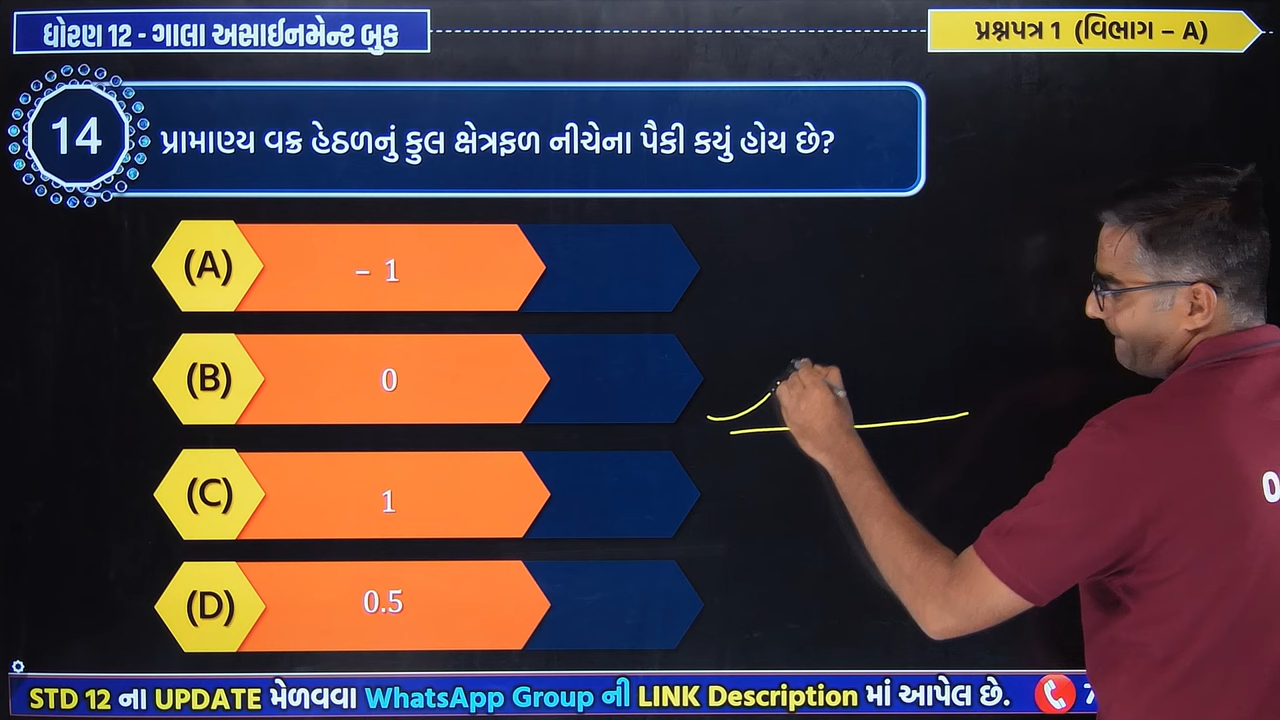 ધોરણ 12 - ગાલા અસાઈનમેન્ટ બુક
પ્રશ્નપત્ર 1 (વિભાગ – A)
14
પ્રામાણ્ય વક્ર હેઠળનું કુલ ક્ષેત્રફળ નીચેના પૈકી કયું હોય છે?
(A) – 1
(B) 0
(C) 1
(D) 0.5
STD 12 ના UPDATE મેળવવા WhatsApp Group ની LINK Description માં આપેલ છે.